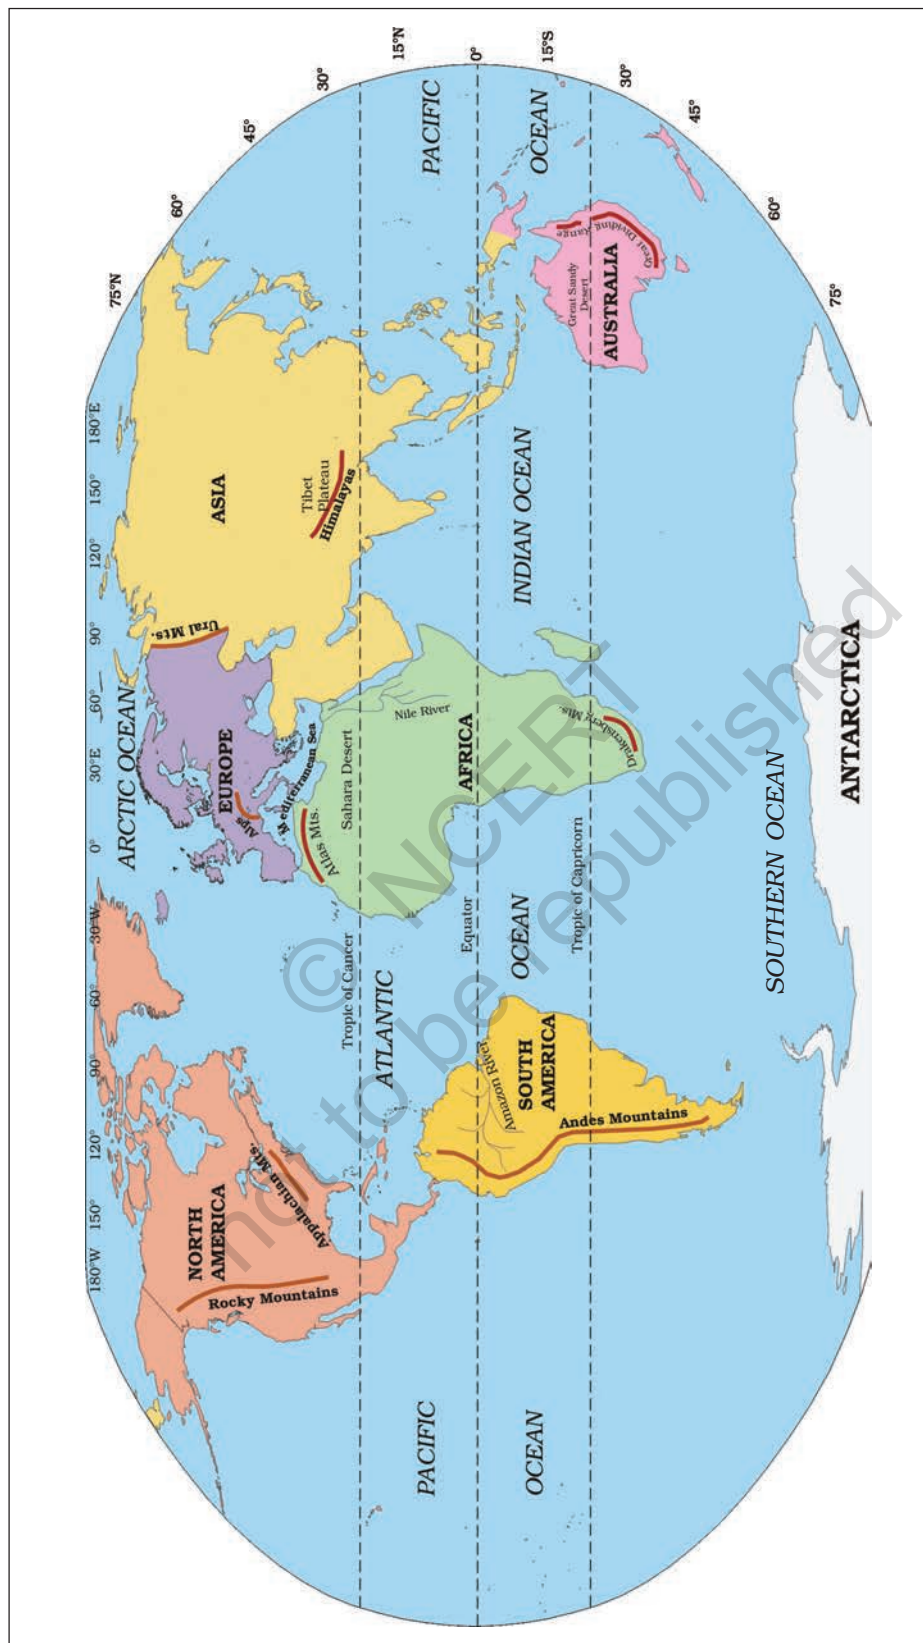 ARCTIC OCEAN
180°W
150°
120°
90°
60°
30°W
0°
30°E
60°
90°
120°
150°
180°E
75°N
60°
45°
30°
15°N
0°
15°S
30°
45°
60°
75°
NORTH
AMERICA
Rocky Mountains
Appalachian Mts.
EUROPE
Alps
Mediterranean Sea
Ural Mts.
ASIA
Tibet
Plateau
Himalayas
Atlas Mts.
Sahara Desert
Nile River
AFRICA
Drakensberg Mts.
Tropic of Cancer
ATLANTIC
OCEAN
Equator
Tropic of Capricorn
Amazon River
SOUTH
AMERICA
Andes Mountains
PACIFIC
OCEAN
INDIAN OCEAN
PACIFIC
OCEAN
Great Sandy
Desert
AUSTRALIA
Great Dividing Range
SOUTHERN OCEAN
ANTARCTICA
© NCERT
not to be republished